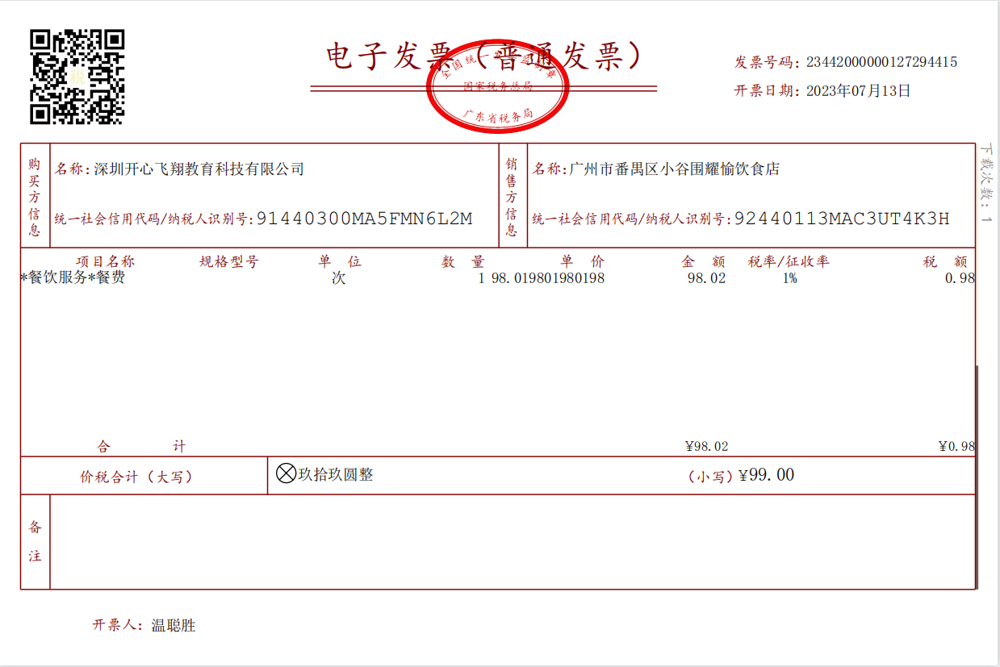 电子发票（普通发票）
全国统一发票监制章
国家税务总局
广东省税务局
发票号码：23442000000127294415
开票日期：2023年07月13日
税
下载次数：1
购买方信息
名称：深圳开心飞翔教育科技有限公司
统一社会信用代码/纳税人识别号：91440300MA5FMN6L2M
销售方信息
名称：广州市番禺区小谷围耀愉饮食店
统一社会信用代码/纳税人识别号：92440113MAC3UT4K3H
项目名称 规格型号 单位 数量 单价 金额 税率/征收率 税额
*餐饮服务*餐费 次 1 98.019801980198 98.02 1% 0.98
合计 ¥98.02 ¥0.98
价税合计（大写） ⊗玖拾玖圆整 （小写）¥99.00
备注
开票人：温聪胜